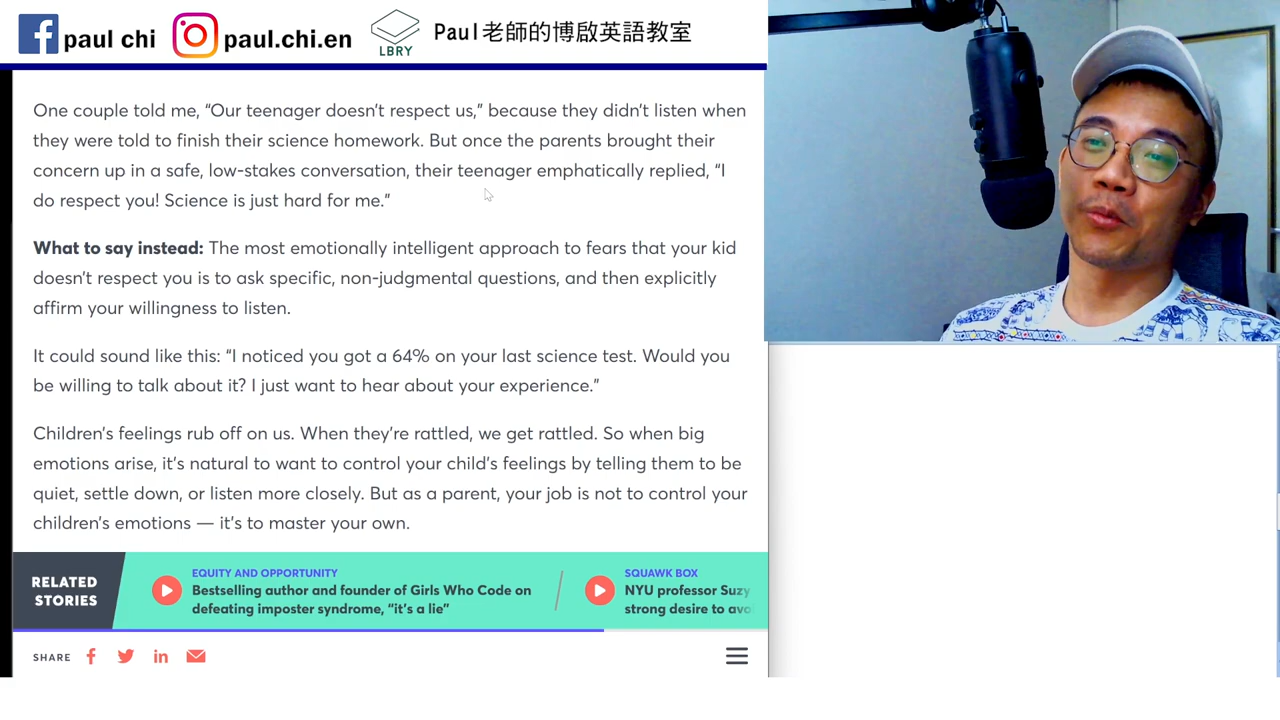 paul chi
paul.chi.en
LBRY
Paul老師的博啟英語教室
One couple told me, “Our teenager doesn’t respect us,” because they didn’t listen when
they were told to finish their science homework. But once the parents brought their
concern up in a safe, low-stakes conversation, their teenager emphatically replied, “I
do respect you! Science is just hard for me.”
What to say instead: The most emotionally intelligent approach to fears that your kid
doesn’t respect you is to ask specific, non-judgmental questions, and then explicitly
affirm your willingness to listen.
It could sound like this: “I noticed you got a 64% on your last science test. Would you
be willing to talk about it? I just want to hear about your experience.”
Children’s feelings rub off on us. When they’re rattled, we get rattled. So when big
emotions arise, it’s natural to want to control your child’s feelings by telling them to be
quiet, settle down, or listen more closely. But as a parent, your job is not to control your
children’s emotions — it’s to master your own.
RELATED
STORIES
EQUITY AND OPPORTUNITY
Bestselling author and founder of Girls Who Code on
defeating imposter syndrome, “it’s a lie”
SQUAWK BOX
NYU professor Suzy
strong desire to avo
SHARE